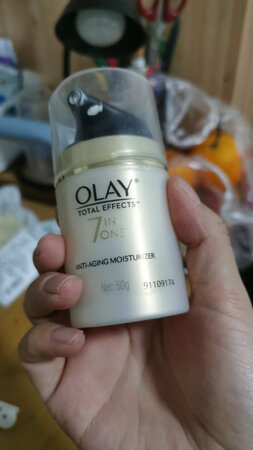 OLAY
TOTAL EFFECTS
7 IN
ONE
ANTI-AGING MOISTURIZER
Net: 50g 91109174